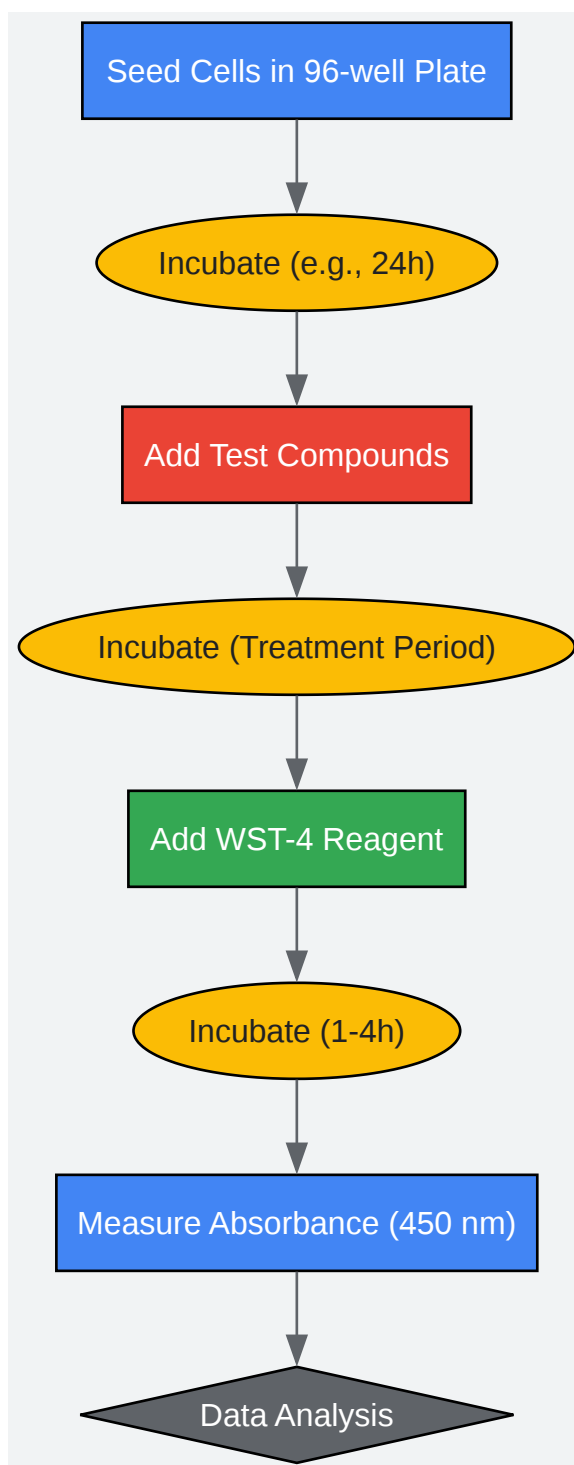 Seed Cells in 96-well Plate
Incubate (e.g., 24h)
Add Test Compounds
Incubate (Treatment Period)
Add WST-4 Reagent
Incubate (1-4h)
Measure Absorbance (450 nm)
Data Analysis